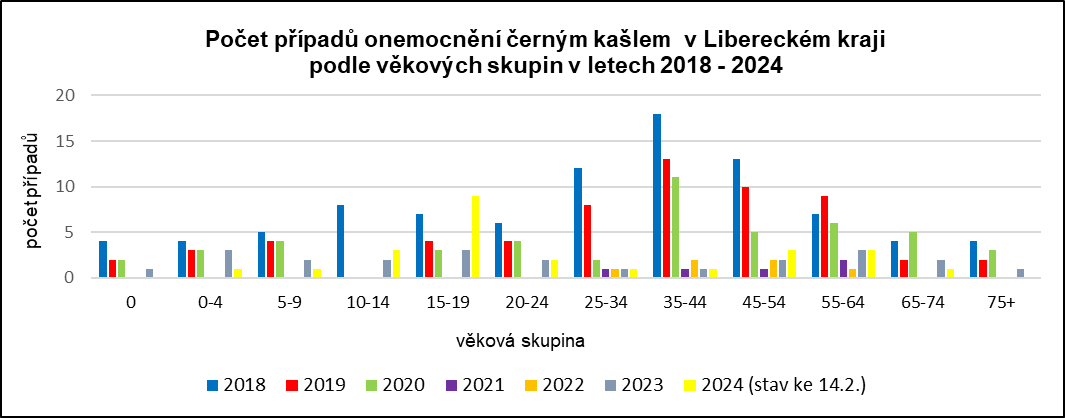 Počet případů onemocnění černým kašlem  v Libereckém kraji
podle věkových skupin v letech 2018 - 2024
počet případů
20
15
10
5
0
0 0-4 5-9 10-14 15-19 20-24 25-34 35-44 45-54 55-64 65-74 75+
věková skupina
2018 2019 2020 2021 2022 2023 2024 (stav ke 14.2.)